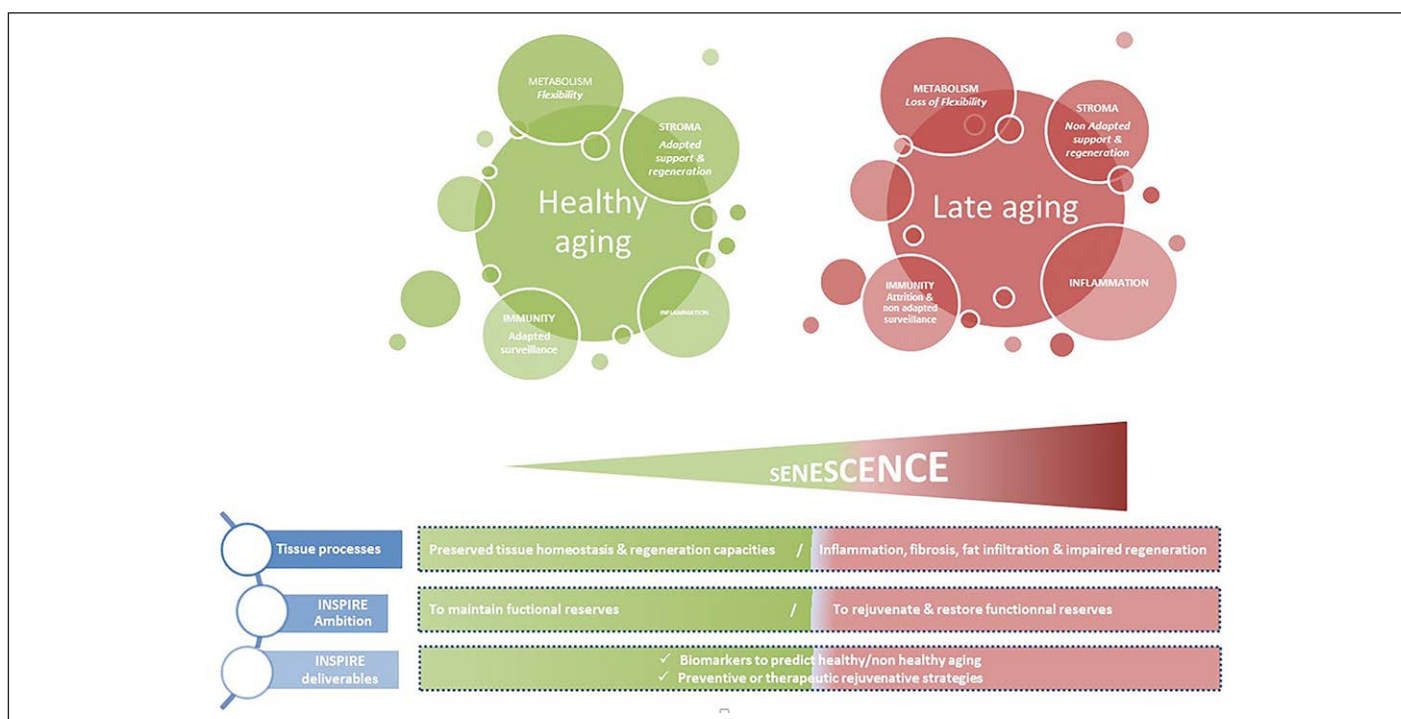 METABOLISM
Flexibility
STROMA
Adapted
support &
regeneration
Healthy
aging
IMMUNITY
Adapted
surveillance
INFLAMMATION
METABOLISM
Loss of Flexibility
STROMA
Non Adapted
support &
regeneration
Late aging
IMMUNITY
Attrition &
non adapted
surveillance
INFLAMMATION
SENESCENCE
Tissue processes
Preserved tissue homeostasis & regeneration capacities / Inflammation, fibrosis, fat infiltration & impaired regeneration
INSPIRE
Ambition
To maintain fuctional reserves / To rejuvenate & restore functionnal reserves
INSPIRE
deliverables
✓ Biomarkers to predict healthy/non healthy aging
✓ Preventive or therapeutic rejuvenative strategies